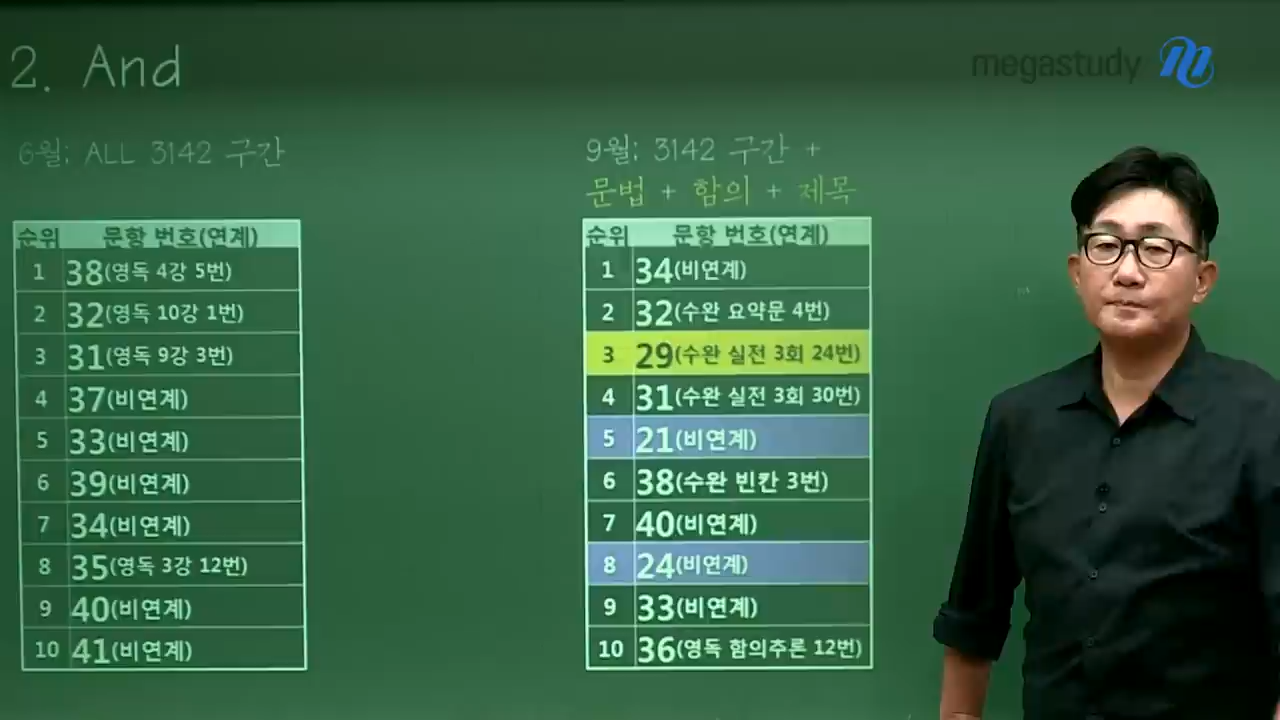 2. And
megastudy
6월: ALL 3142 구간
순위 문항 번호(연계)
1 38(영독 4강 5번)
2 32(영독 10강 1번)
3 31(영독 9강 3번)
4 37(비연계)
5 33(비연계)
6 39(비연계)
7 34(비연계)
8 35(영독 3강 12번)
9 40(비연계)
10 41(비연계)
9월: 3142 구간 +
문법 + 함의 + 제목
순위 문항 번호(연계)
1 34(비연계)
2 32(수완 요약문 4번)
3 29(수완 실전 3회 24번)
4 31(수완 실전 3회 30번)
5 21(비연계)
6 38(수완 빈칸 3번)
7 40(비연계)
8 24(비연계)
9 33(비연계)
10 36(영독 함의추론 12번)